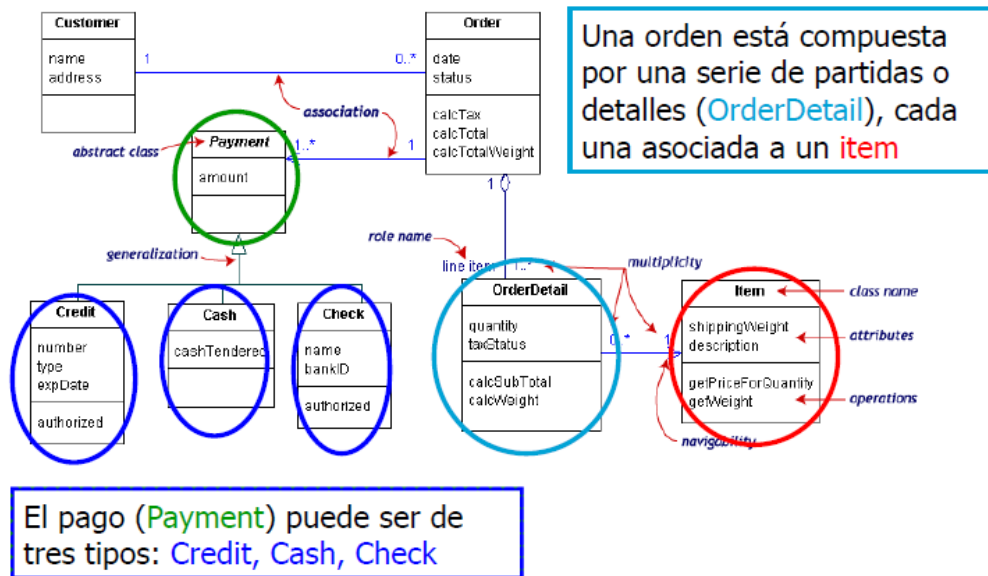 Customer
name
address
1
0..*
Order
date
status
calcTax
calcTotal
calcTotalWeight
Una orden está compuesta
por una serie de partidas o
detalles (OrderDetail), cada
una asociada a un item
association
abstract class
Payment
amount
1..*
1
1
generalization
role name
line item
1..*
multiplicity
Credit
number
type
expDate
authorized
Cash
cashTendered
Check
name
bankID
authorized
OrderDetail
quantity
taxStatus
calcSubTotal
calcWeight
0..*
1
Item
shippingWeight
description
getPriceForQuantity
getWeight
class name
attributes
operations
navigability
El pago (Payment) puede ser de
tres tipos: Credit, Cash, Check